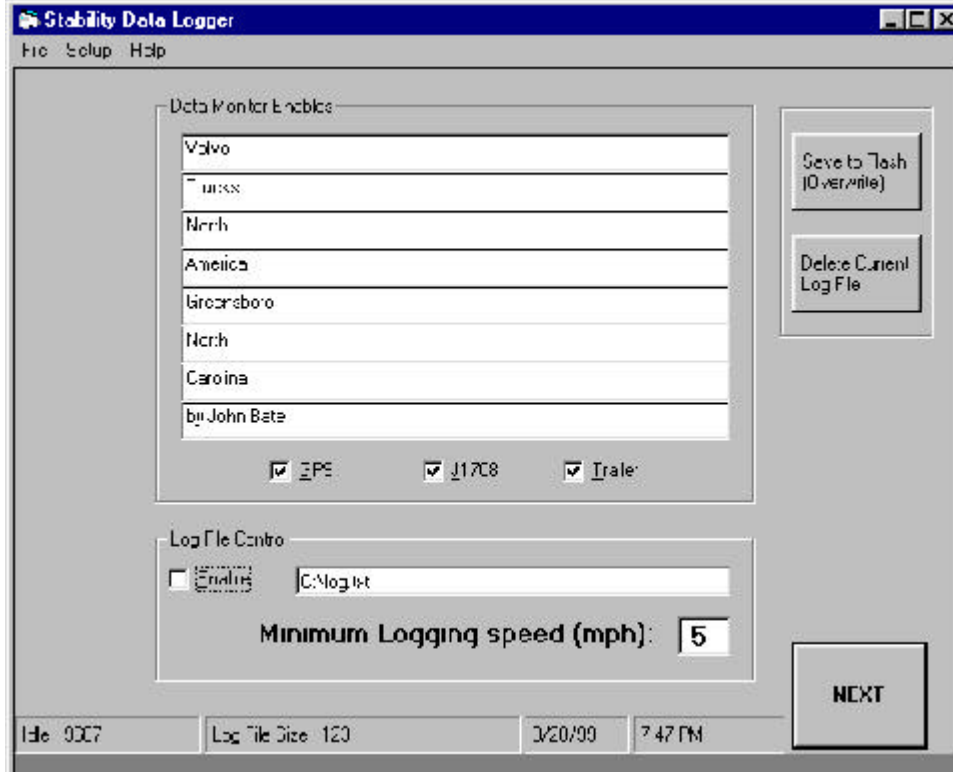 Stability Data Logger
File Setup Help
Data Monitor Enables
Volvo
Trucks
North
America
Greensboro
North
Carolina
by John Bate
GPS J1708 Trailer
Save to Flash
(Overwrite)
Delete Current
Log File
Log File Control
Enable C:\log.txt
Minimum Logging speed (mph): 5
NEXT
Idle
Log File Size
7:47 PM